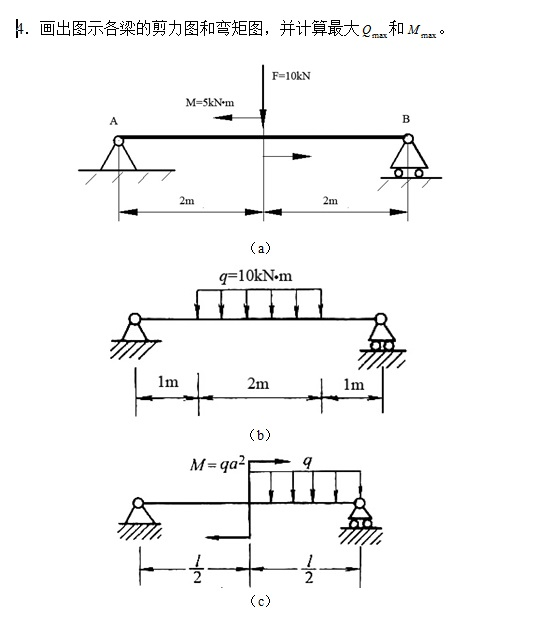 4. 画出图示各梁的剪力图和弯矩图，并计算最大Qmax和Mmax。
F=10kN
M=5kN•m
A
B
2m
2m
(a)
q=10kN•m
1m
2m
1m
(b)
M=qa²
q
l/2
l/2
(c)